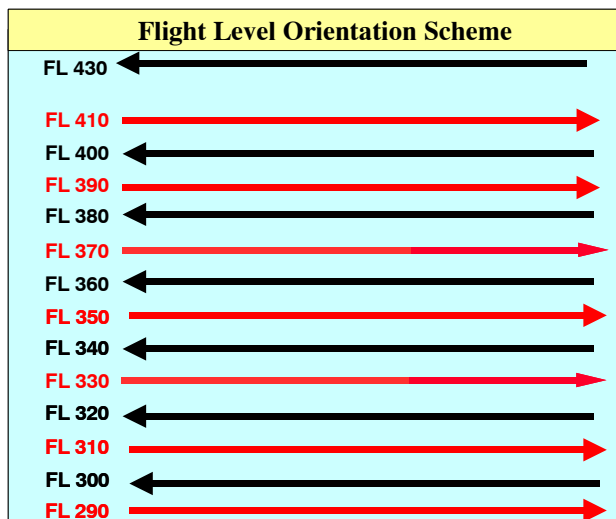 Flight Level Orientation Scheme
FL 430
FL 410
FL 400
FL 390
FL 380
FL 370
FL 360
FL 350
FL 340
FL 330
FL 320
FL 310
FL 300
FL 290